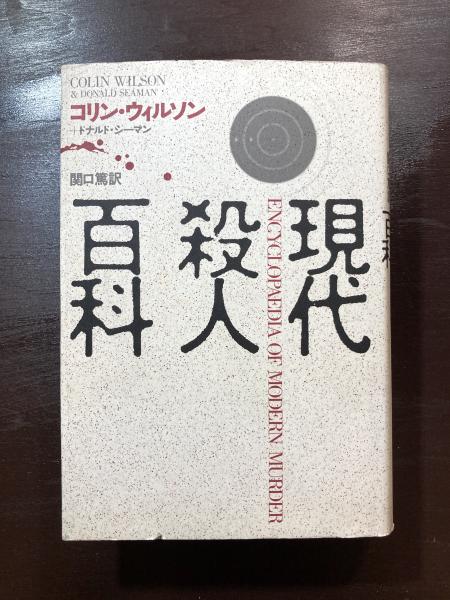 COLIN WILSON
& DONALD SEAMAN
コリン・ウィルソン
+ドナルド・シーマン
関口篤訳
現代
殺人
百科
ENCYCLOPAEDIA OF MODERN MURDER